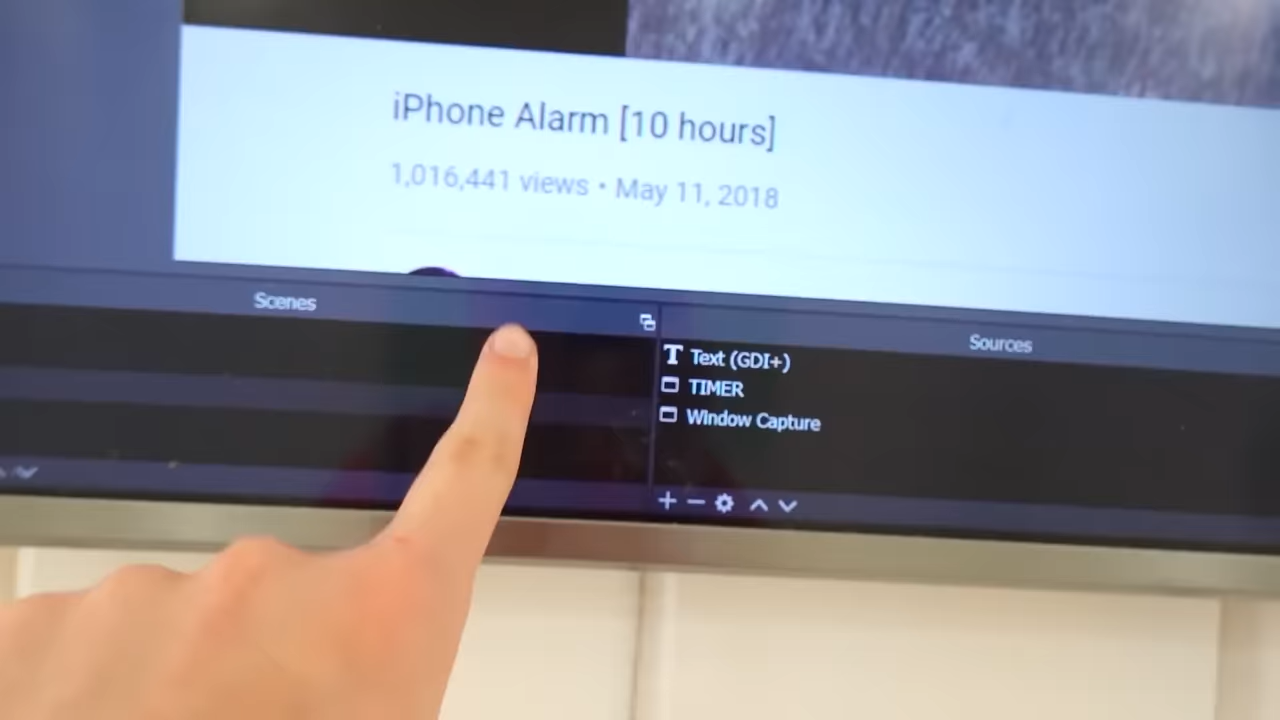 iPhone Alarm [10 hours]
1,016,441 views • May 11, 2018
Scenes
Sources
Text (GDI+)
TIMER
Window Capture